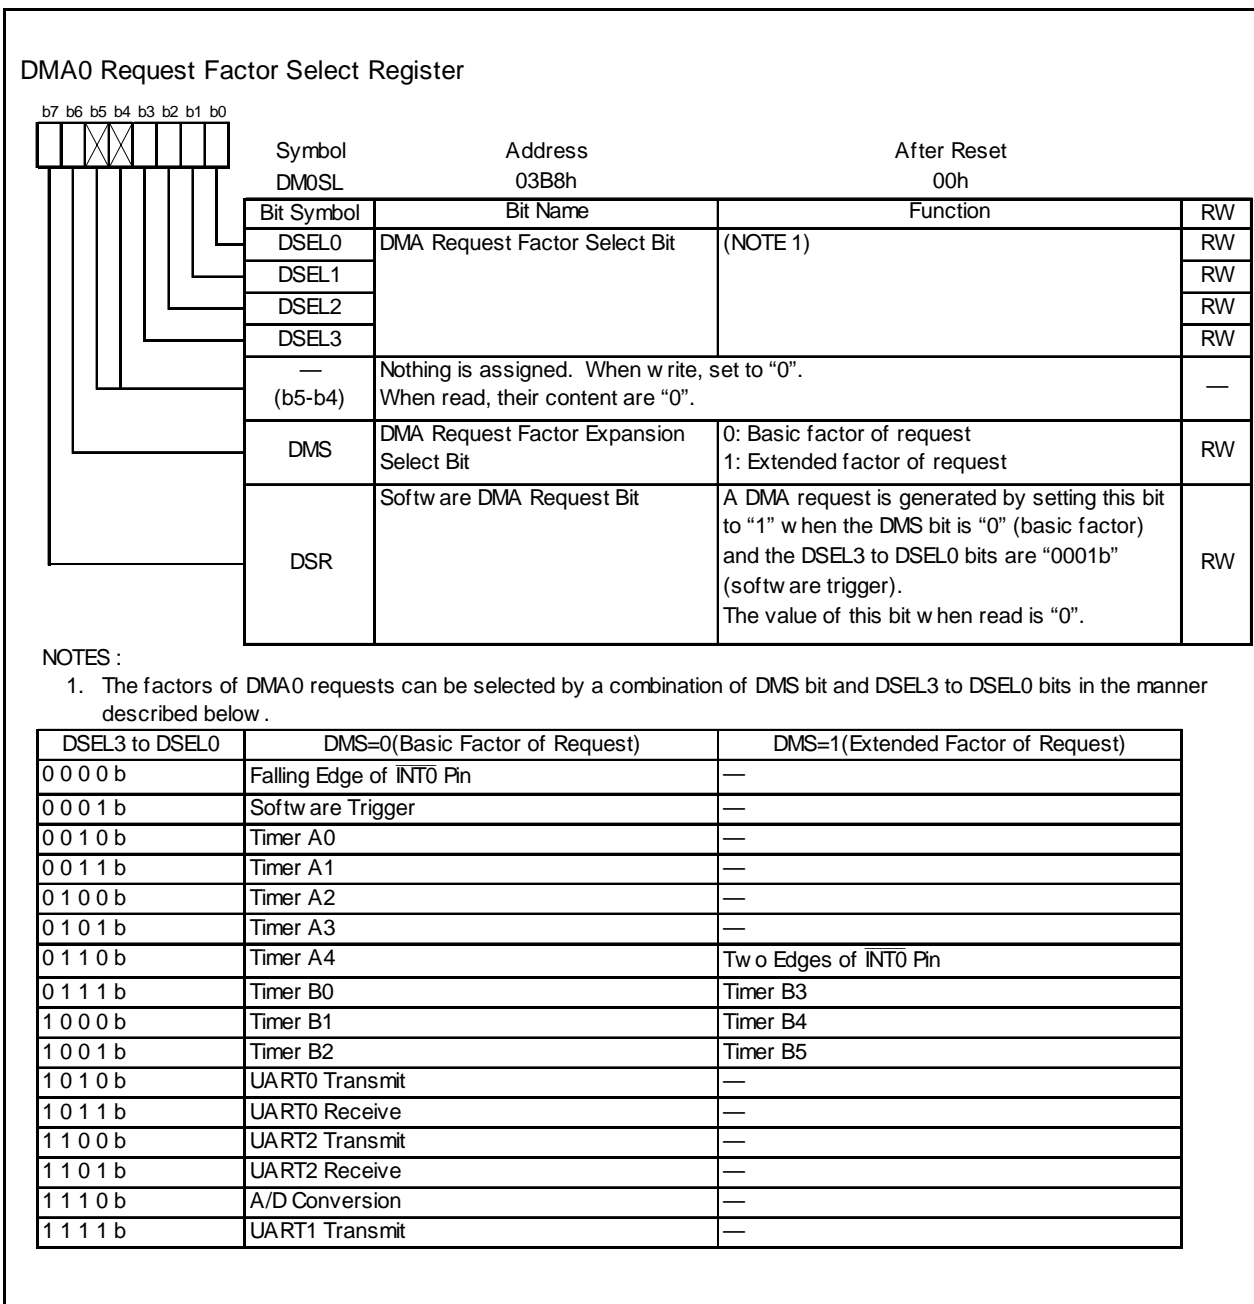 DMA0 Request Factor Select Register
b7 b6 b5 b4 b3 b2 b1 b0
Symbol Address After Reset
DM0SL 03B8h 00h
Bit Symbol Bit Name Function RW
DSEL0 DMA Request Factor Select Bit (NOTE 1) RW
DSEL1 RW
DSEL2 RW
DSEL3 RW
— Nothing is assigned. When write, set to “0”. —
(b5-b4) When read, their content are “0”.
DMS DMA Request Factor Expansion 0: Basic factor of request RW
Select Bit 1: Extended factor of request
Software DMA Request Bit A DMA request is generated by setting this bit
to “1” when the DMS bit is “0” (basic factor)
DSR and the DSEL3 to DSEL0 bits are “0001b” RW
(software trigger).
The value of this bit when read is “0”.
NOTES :
1. The factors of DMA0 requests can be selected by a combination of DMS bit and DSEL3 to DSEL0 bits in the manner
described below.
DSEL3 to DSEL0 DMS=0(Basic Factor of Request) DMS=1(Extended Factor of Request)
0 0 0 0 b Falling Edge of I̅N̅T̅0̅ Pin —
0 0 0 1 b Software Trigger —
0 0 1 0 b Timer A0 —
0 0 1 1 b Timer A1 —
0 1 0 0 b Timer A2 —
0 1 0 1 b Timer A3 —
0 1 1 0 b Timer A4 Two Edges of I̅N̅T̅0̅ Pin
0 1 1 1 b Timer B0 Timer B3
1 0 0 0 b Timer B1 Timer B4
1 0 0 1 b Timer B2 Timer B5
1 0 1 0 b UART0 Transmit —
1 0 1 1 b UART0 Receive —
1 1 0 0 b UART2 Transmit —
1 1 0 1 b UART2 Receive —
1 1 1 0 b A/D Conversion —
1 1 1 1 b UART1 Transmit —